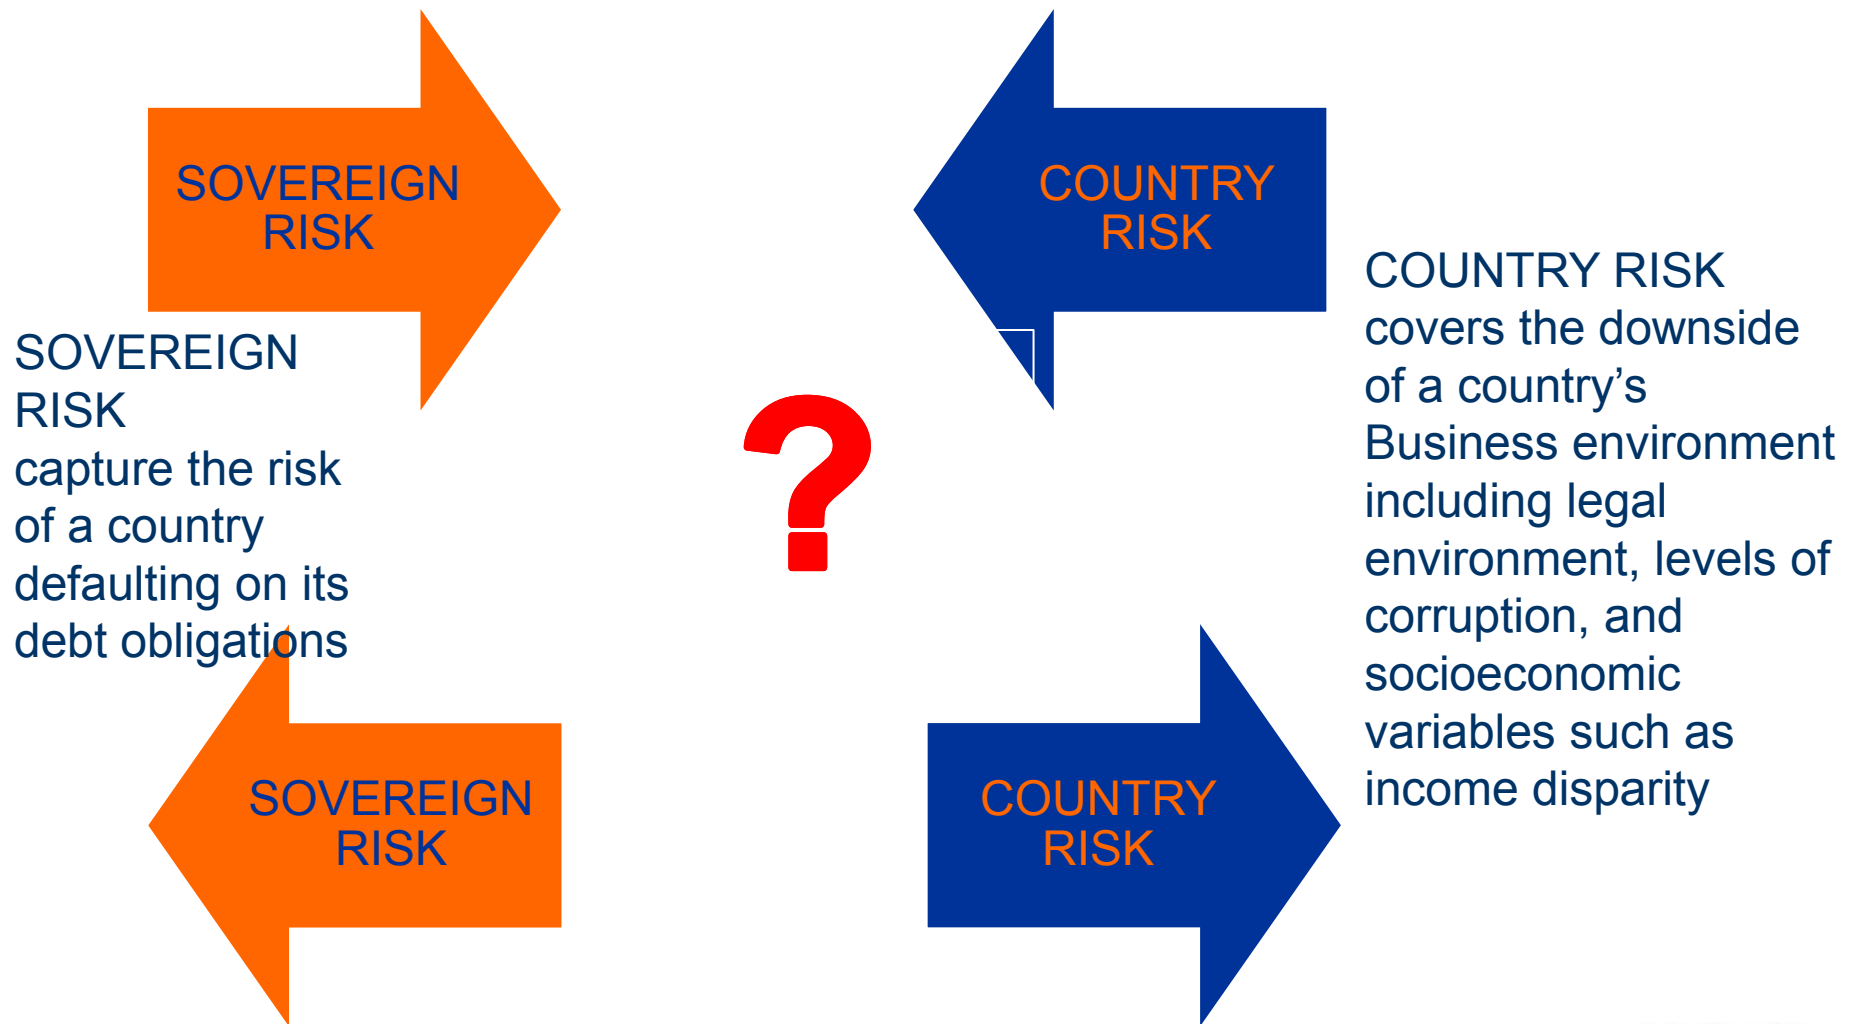 SOVEREIGN
RISK
COUNTRY
RISK
SOVEREIGN
RISK
capture the risk
of a country
defaulting on its
debt obligations
?
COUNTRY RISK
covers the downside
of a country’s
Business environment
including legal
environment, levels of
corruption, and
socioeconomic
variables such as
income disparity
SOVEREIGN
RISK
COUNTRY
RISK